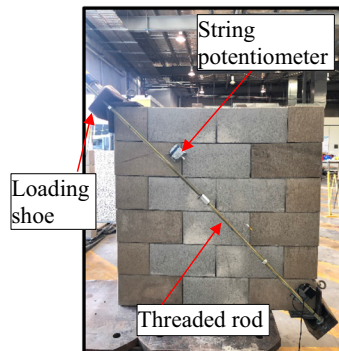 String
potentiometer
Loading
shoe
Threaded rod